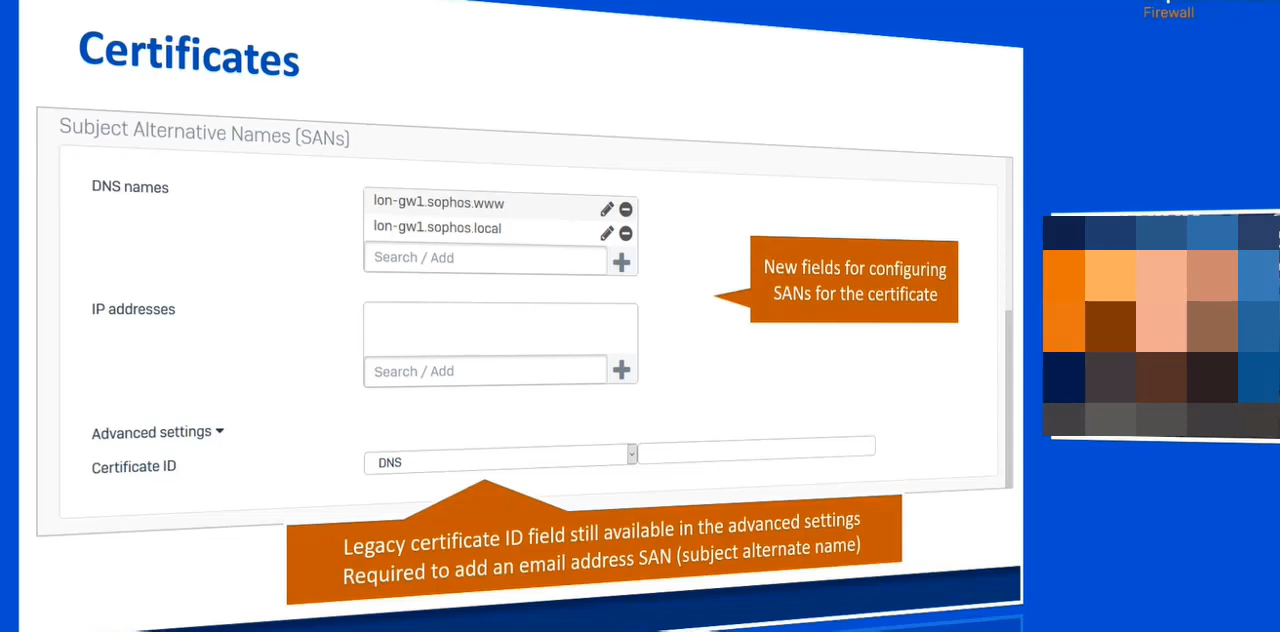 Firewall
Certificates
Subject Alternative Names (SANs)
DNS names
lon-gw1.sophos.www
lon-gw1.sophos.local
Search / Add
New fields for configuring
SANs for the certificate
IP addresses
Search / Add
Advanced settings
Certificate ID
DNS
Legacy certificate ID field still available in the advanced settings
Required to add an email address SAN (subject alternate name)